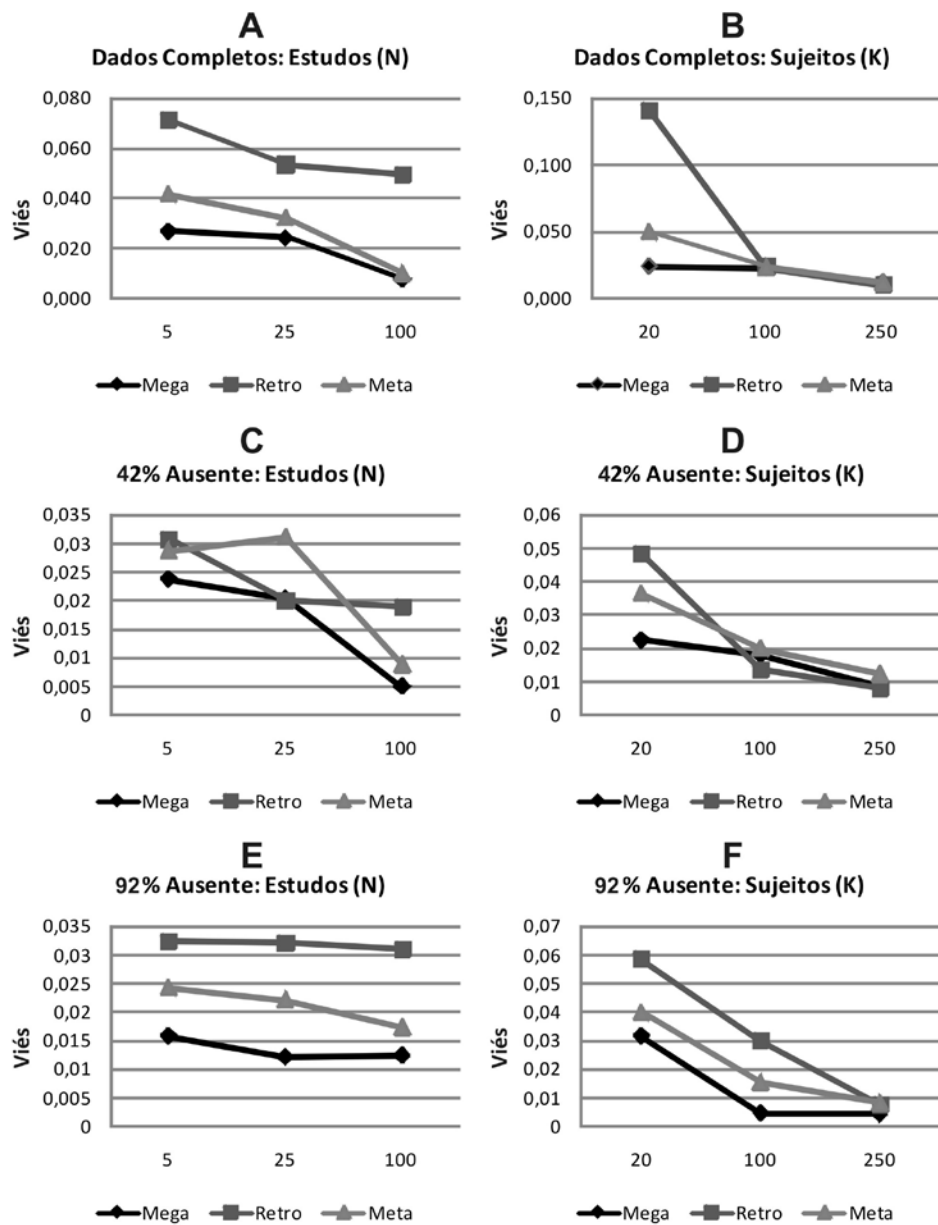 A
Dados Completos: Estudos (N)
0,080
0,060
0,040
0,020
0,000
Viés
5 25 100
Mega Retro Meta
B
Dados Completos: Sujeitos (K)
0,150
0,100
0,050
0,000
Viés
20 100 250
Mega Retro Meta
C
42% Ausente: Estudos (N)
0,035
0,03
0,025
0,02
0,015
0,01
0,005
0
Viés
5 25 100
Mega Retro Meta
D
42% Ausente: Sujeitos (K)
0,06
0,05
0,04
0,03
0,02
0,01
0
Viés
20 100 250
Mega Retro Meta
E
92% Ausente: Estudos (N)
0,035
0,03
0,025
0,02
0,015
0,01
0,005
0
Viés
5 25 100
Mega Retro Meta
F
92% Ausente: Sujeitos (K)
0,07
0,06
0,05
0,04
0,03
0,02
0,01
0
Viés
20 100 250
Mega Retro Meta